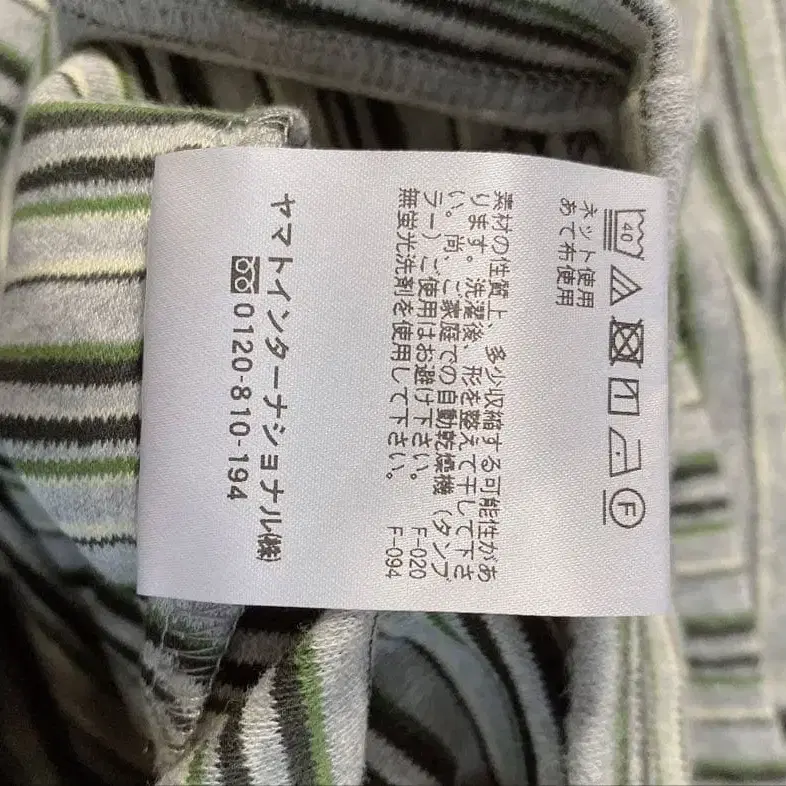 40
F
ネット使用
あて布使用
素材の性質上、多少収縮する可能性があ
ります。洗濯後、形を整えて干して下さ
い。尚、ご家庭での自動乾燥機(タンブ
ラー)ご使用はお避け下さい。 F-020
無蛍光洗剤を使用して下さい。 F-094
ヤマトインターナショナル(株)
0120-810-194